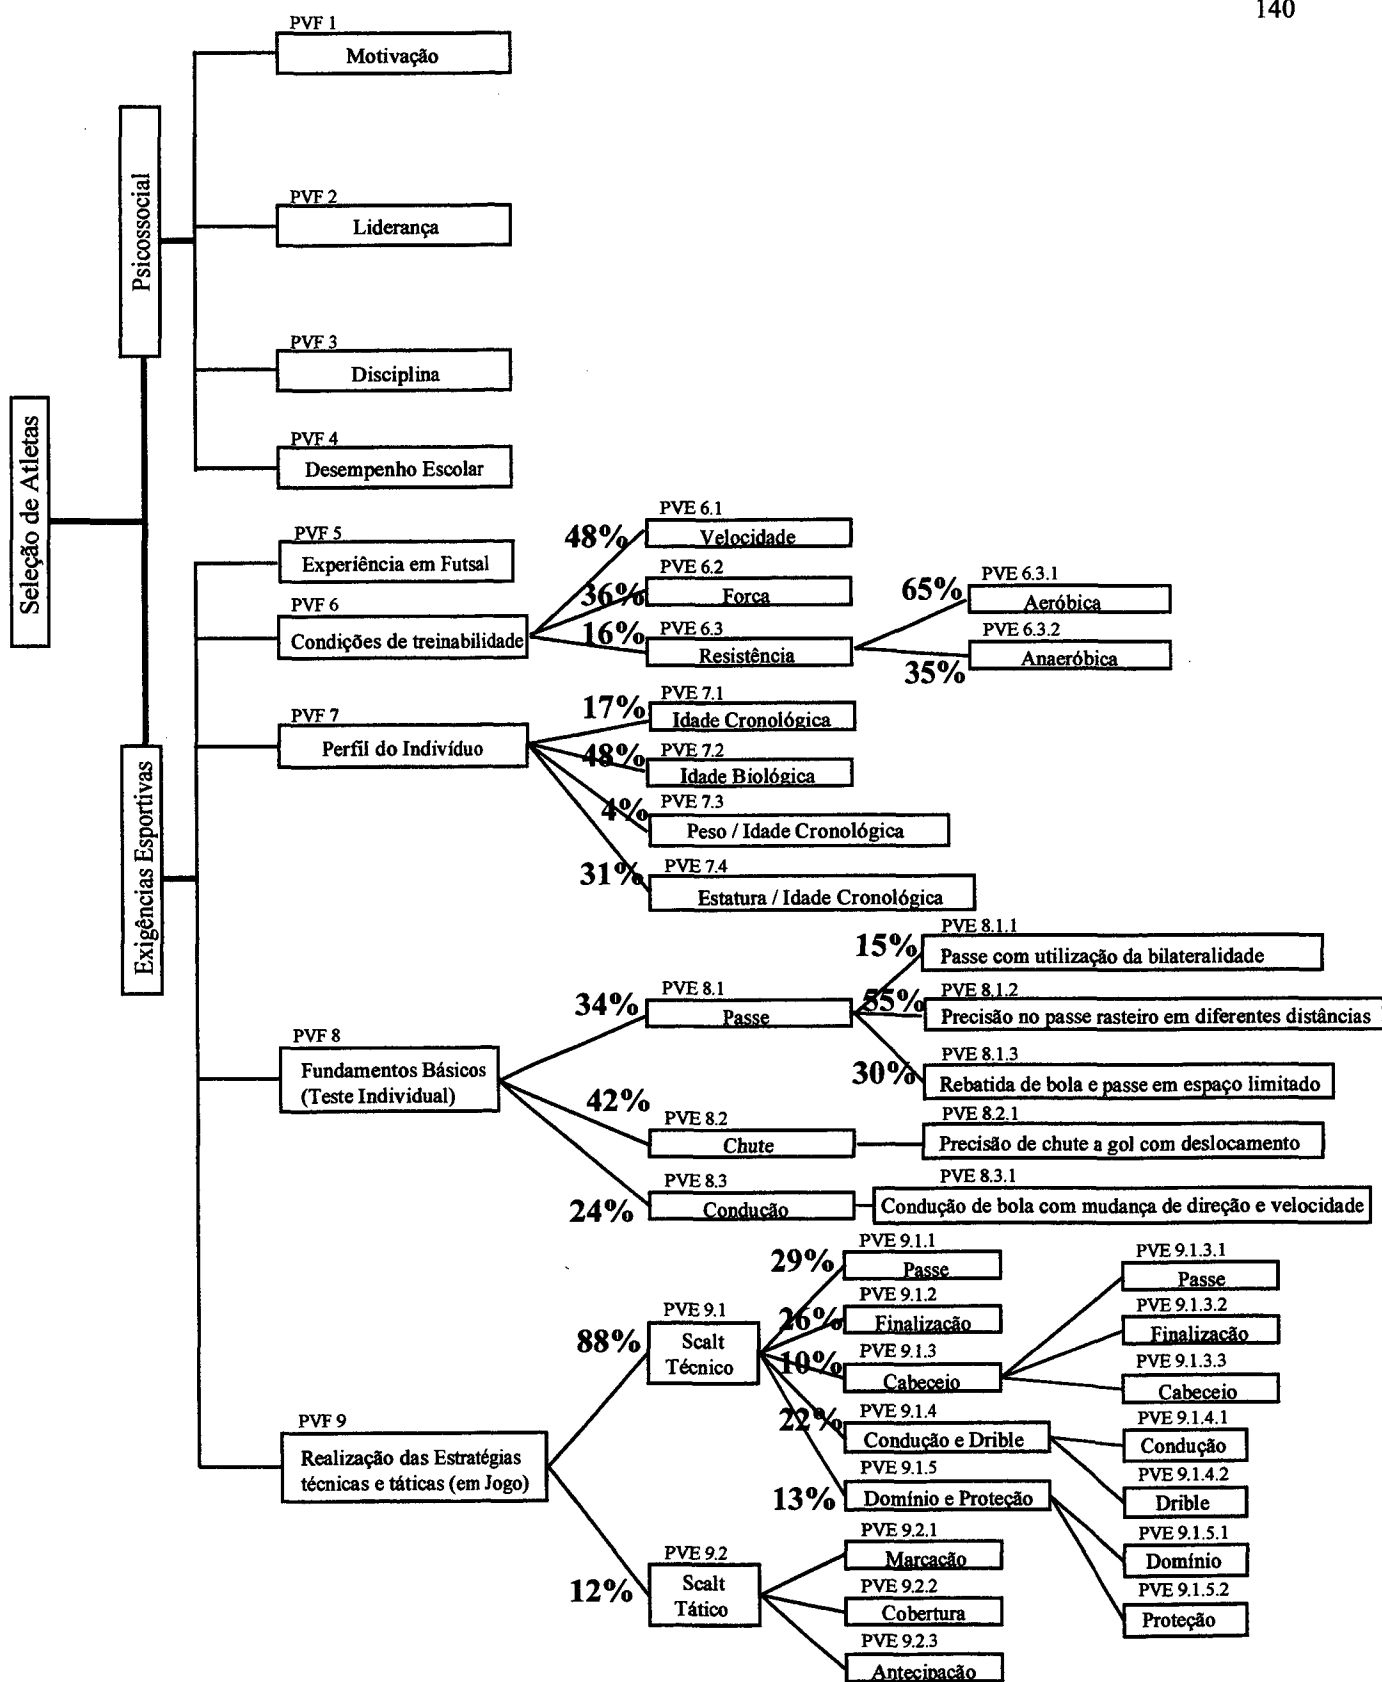 140
Seleção de Atletas
Psicossocial
PVF 1
Motivação
PVF 2
Liderança
PVF 3
Disciplina
PVF 4
Desempenho Escolar
Exigências Esportivas
PVF 5
Experiência em Futsal
PVF 6
Condições de treinabilidade
48%
PVE 6.1
Velocidade
36%
PVE 6.2
Força
16%
PVE 6.3
Resistência
65%
PVE 6.3.1
Aeróbica
35%
PVE 6.3.2
Anaeróbica
PVF 7
Perfil do Indivíduo
17%
PVE 7.1
Idade Cronológica
48%
PVE 7.2
Idade Biológica
4%
PVE 7.3
Peso / Idade Cronológica
31%
PVE 7.4
Estatura / Idade Cronológica
PVF 8
Fundamentos Básicos
(Teste Individual)
34%
PVE 8.1
Passe
15%
PVE 8.1.1
Passe com utilização da bilateralidade
55%
PVE 8.1.2
Precisão no passe rasteiro em diferentes distâncias
30%
PVE 8.1.3
Rebatida de bola e passe em espaço limitado
42%
PVE 8.2
Chute
PVE 8.2.1
Precisão de chute a gol com deslocamento
24%
PVE 8.3
Condução
PVE 8.3.1
Condução de bola com mudança de direção e velocidade
PVF 9
Realização das Estratégias
técnicas e táticas (em Jogo)
88%
PVE 9.1
Scalt
Técnico
29%
PVE 9.1.1
Passe
26%
PVE 9.1.2
Finalização
10%
PVE 9.1.3
Cabeceio
PVE 9.1.3.1
Passe
PVE 9.1.3.2
Finalização
PVE 9.1.3.3
Cabeceio
22%
PVE 9.1.4
Condução e Drible
PVE 9.1.4.1
Condução
PVE 9.1.4.2
Drible
13%
PVE 9.1.5
Domínio e Proteção
PVE 9.1.5.1
Domínio
PVE 9.1.5.2
Proteção
12%
PVE 9.2
Scalt
Tático
PVE 9.2.1
Marcação
PVE 9.2.2
Cobertura
PVE 9.2.3
Antecipação